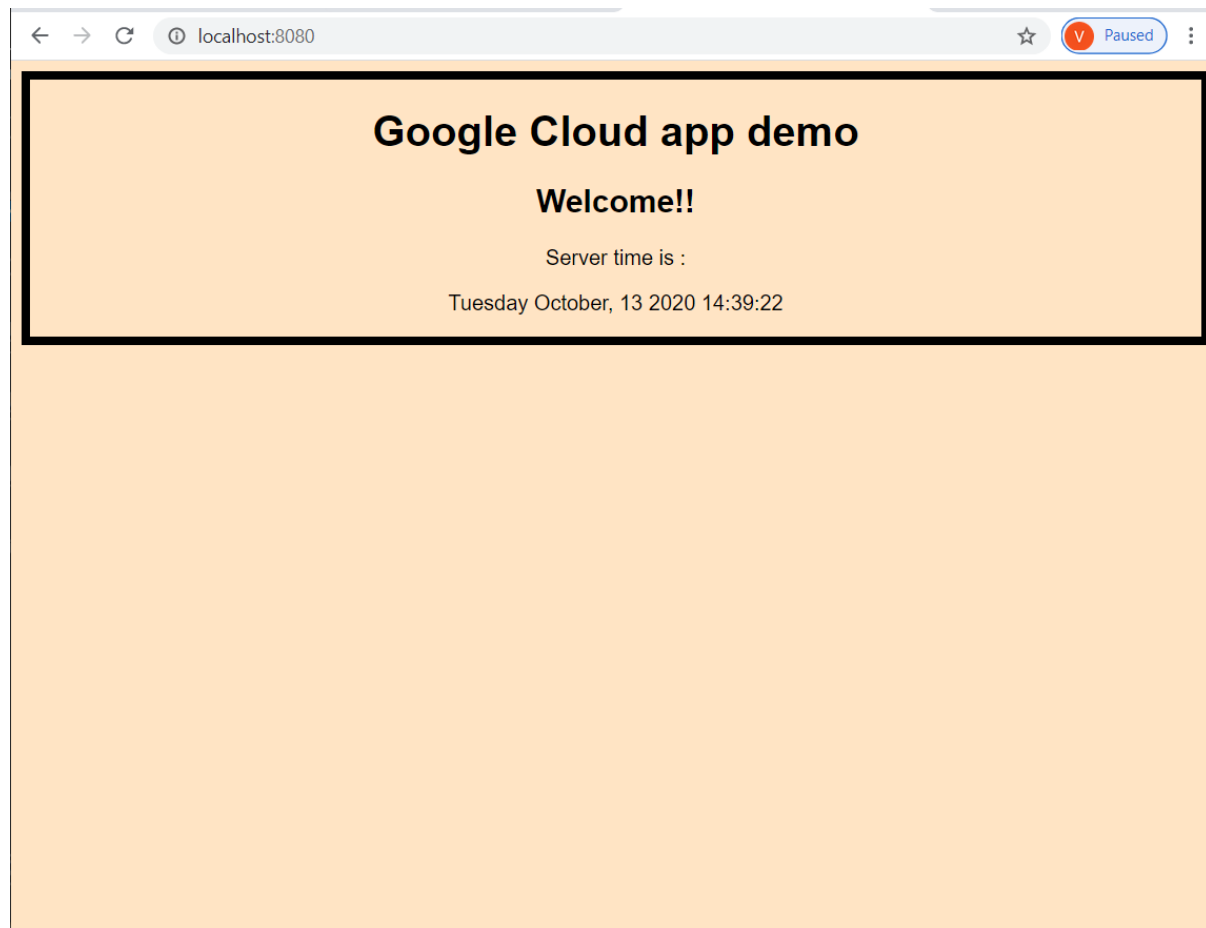 localhost:8080
V Paused
Google Cloud app demo
Welcome!!
Server time is :
Tuesday October, 13 2020 14:39:22